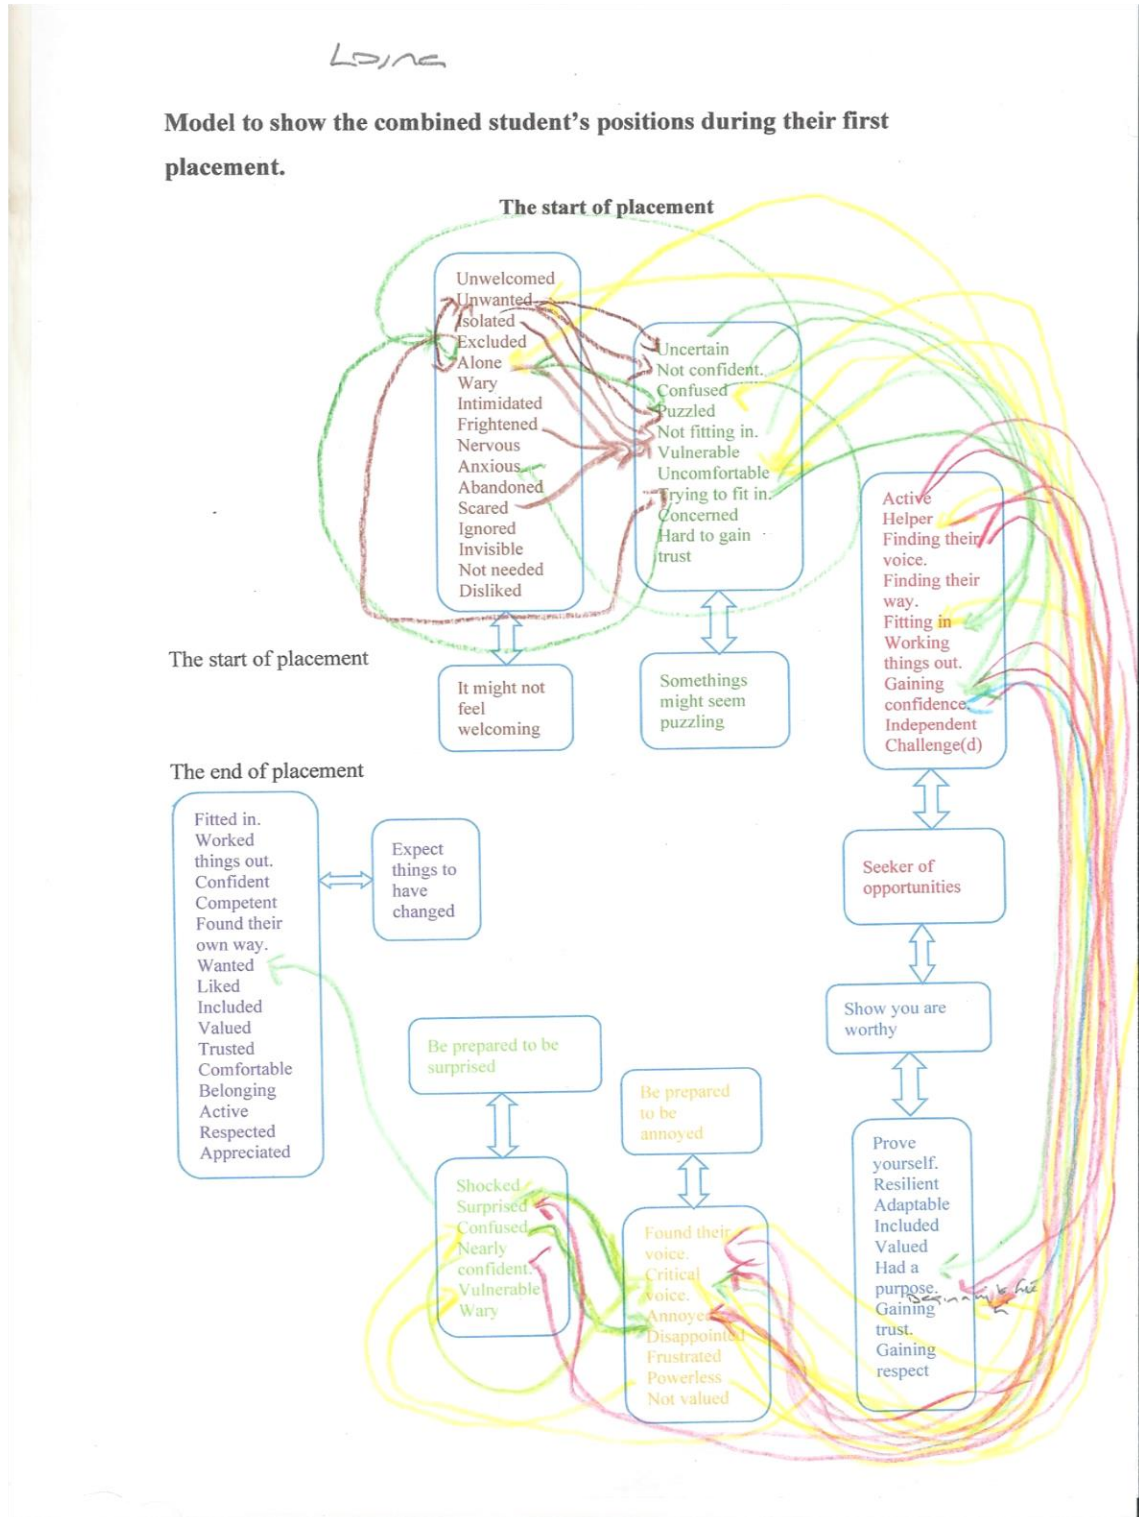 Model to show the combined student's positions during their first
placement.
The start of placement
Unwelcomed
Unwanted
Isolated
Excluded
Alone
Wary
Intimidated
Frightened
Nervous
Anxious
Abandoned
Scared
Ignored
Invisible
Not needed
Disliked
Uncertain
Not confident.
Confused
Puzzled
Not fitting in.
Vulnerable
Uncomfortable
Trying to fit in.
Concerned
Hard to gain
trust
Active
Helper
Finding their
voice.
Finding their
way.
Fitting in
Working
things out.
Gaining
confidence.
Independent
Challenge(d)
The start of placement
It might not
feel
welcoming
Somethings
might seem
puzzling
The end of placement
Fitted in.
Worked
things out.
Confident
Competent
Found their
own way.
Wanted
Liked
Included
Valued
Trusted
Comfortable
Belonging
Active
Respected
Appreciated
Expect
things to
have
changed
Seeker of
opportunities
Show you are
worthy
Be prepared to be
surprised
Be prepared
to be
annoyed
Shocked
Surprised
Confused
Nearly
confident.
Vulnerable
Wary
Found their
voice.
Critical
voice.
Annoyed
Disappointed
Frustrated
Powerless
Not valued
Prove
yourself.
Resilient
Adaptable
Included
Valued
Had a
purpose.
Gaining
trust.
Gaining
respect